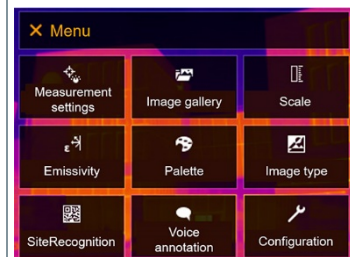 Menu
Measurement
settings
Image gallery
Scale
ε
Emissivity
Palette
Image type
SiteRecognition
Voice
annotation
Configuration